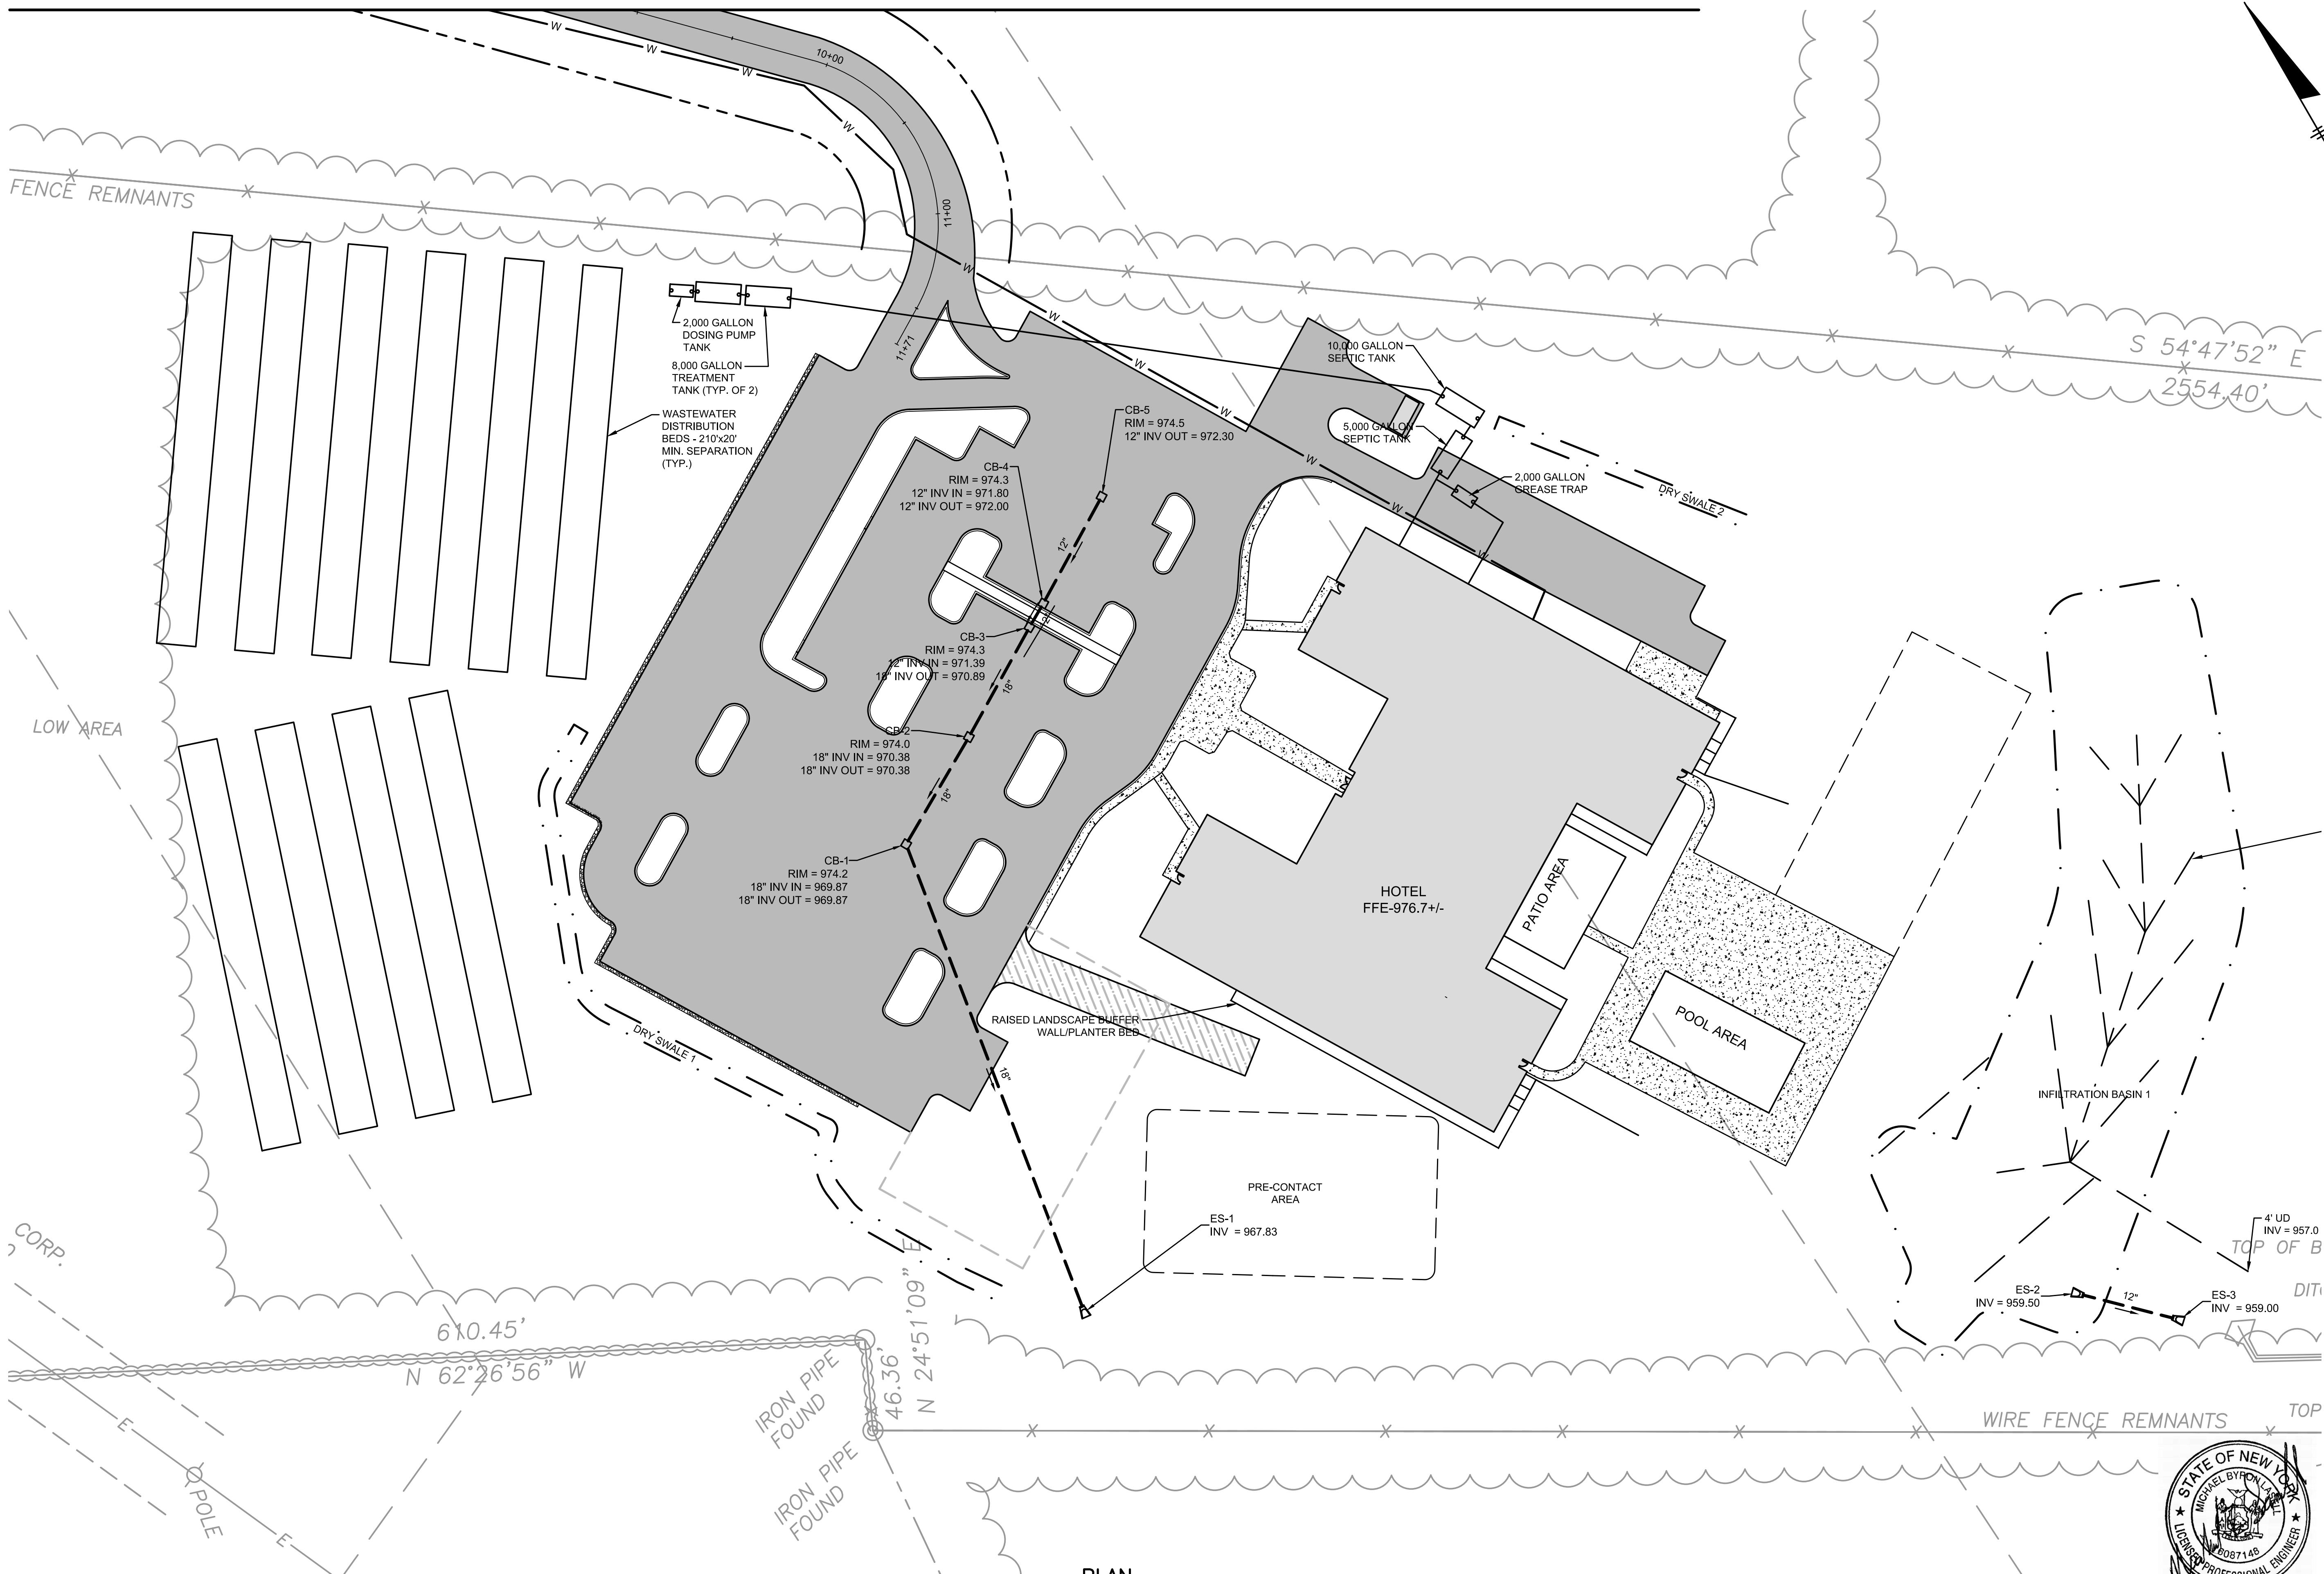 W
W
W
10+00
W
11+00
FENCE REMNANTS
W
W
W
W
W
W
W
11+71
2,000 GALLON
DOSING PUMP
TANK
8,000 GALLON
TREATMENT
TANK (TYP. OF 2)
WASTEWATER
DISTRIBUTION
BEDS - 210'x20'
MIN. SEPARATION
(TYP.)
10,000 GALLON
SEPTIC TANK
5,000 GALLON
SEPTIC TANK
2,000 GALLON
GREASE TRAP
DRY SWALE 2
S 54°47'52" E
2554.40'
CB-5
RIM = 974.5
12" INV OUT = 972.30
CB-4
RIM = 974.3
12" INV IN = 971.80
12" INV OUT = 972.00
12"
CB-3
RIM = 974.3
12" INV IN = 971.39
18" INV OUT = 970.89
18"
CB-2
RIM = 974.0
18" INV IN = 970.38
18" INV OUT = 970.38
18"
CB-1
RIM = 974.2
18" INV IN = 969.87
18" INV OUT = 969.87
LOW AREA
HOTEL
FFE-976.7+/-
PATIO AREA
POOL AREA
RAISED LANDSCAPE BUFFER
WALL/PLANTER BED
DRY SWALE 1
18"
INFILTRATION BASIN 1
PRE-CONTACT
AREA
ES-1
INV = 967.83
4' UD
INV = 957.0
TOP OF B
ES-2
INV = 959.50
12"
ES-3
INV = 959.00
DIT
CORP.
610.45'
N 62°26'56" W
46.36'
N 24°51'09" E
IRON PIPE
FOUND
IRON PIPE
FOUND
E
POLE
E
WIRE FENCE REMNANTS
TOP
STATE OF NEW YORK
MICHAEL BYRON
087148
LICENSED PROFESSIONAL ENGINEER
PLAN